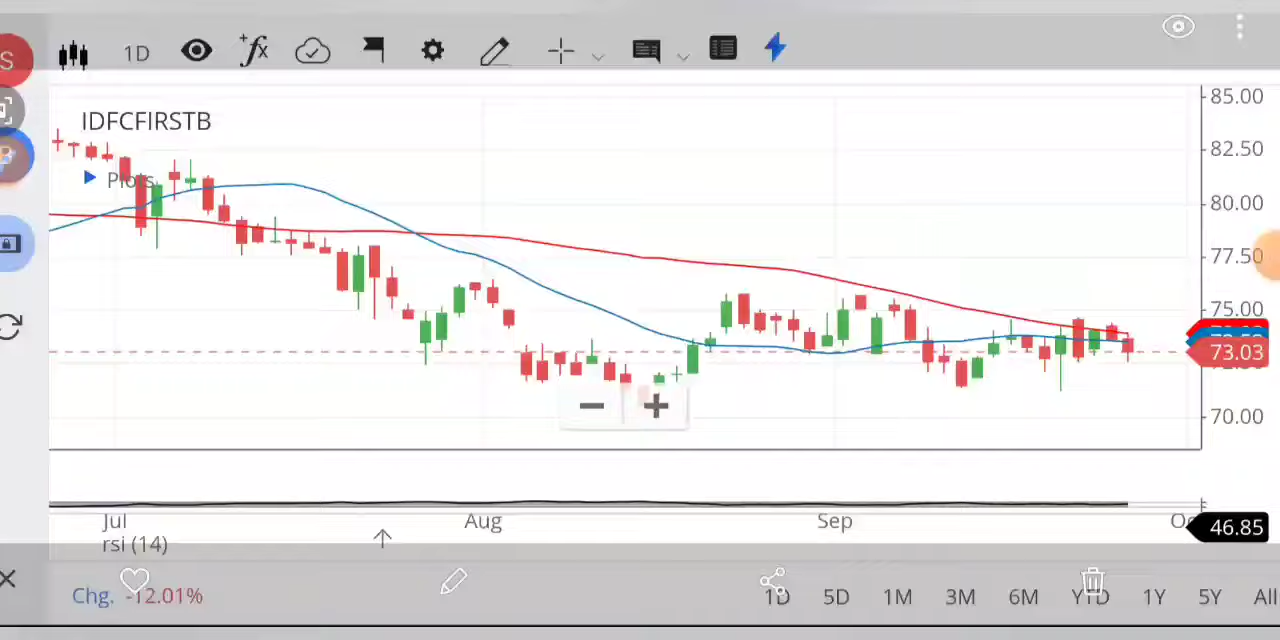 S
1D
fx
IDFCFIRSTB
Plots
85.00
82.50
80.00
77.50
75.00
73.03
70.00
Jul
Aug
Sep
46.85
rsi (14)
Chg. -12.01%
1D 5D 1M 3M 6M YTD 1Y 5Y All